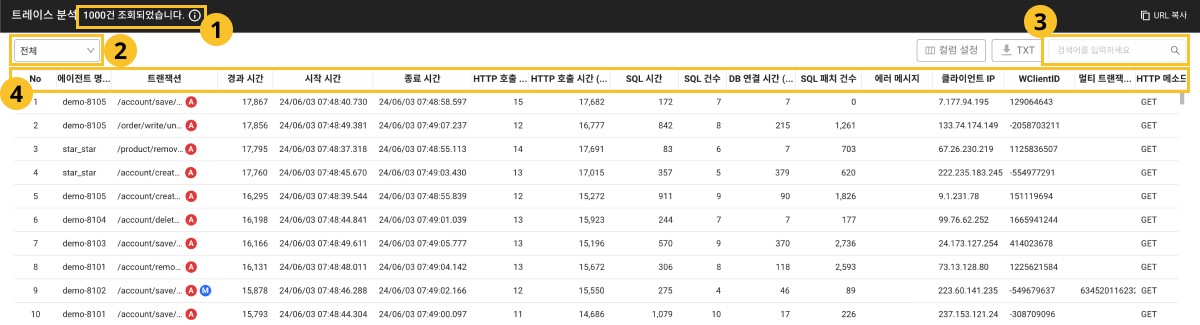 트레이스 분석 1000건 조회되었습니다. URL 복사
1
2
3
전체 컬럼 설정 TXT 검색어를 입력하세요
4
No 에이전트 명... 트랜잭션 경과 시간 시작 시간 종료 시간 HTTP 호출 ... HTTP 호출 시간 (... SQL 시간 SQL 건수 DB 연결 시간 (... SQL 패치 건수 에러 메시지 클라이언트 IP WClientID 멀티 트랜잭... HTTP 메소드
1 demo-8105 /account/save/... A 17,867 24/06/03 07:48:40.730 24/06/03 07:48:58.597 15 17,682 172 7 7 0 7.177.94.195 129064643 GET
2 demo-8105 /order/write/un... A 17,856 24/06/03 07:48:49.381 24/06/03 07:49:07.237 12 16,777 842 8 215 1,261 133.74.174.149 -2058703211 GET
3 star_star /product/remov... A 17,795 24/06/03 07:48:37.318 24/06/03 07:48:55.113 14 17,691 83 6 7 703 67.26.230.219 1125836507 GET
4 star_star /account/creat... A 17,760 24/06/03 07:48:45.670 24/06/03 07:49:03.430 13 17,015 357 5 379 620 222.235.183.245 -554977291 GET
5 demo-8105 /account/creat... A 16,295 24/06/03 07:48:39.544 24/06/03 07:48:55.839 12 15,272 911 9 90 1,826 9.1.231.78 151119694 GET
6 demo-8104 /account/delet... A 16,198 24/06/03 07:48:44.841 24/06/03 07:49:01.039 13 15,923 244 7 7 177 99.76.62.252 1665941244 GET
7 demo-8103 /account/save/... A 16,166 24/06/03 07:48:49.611 24/06/03 07:49:05.777 13 15,196 570 9 370 2,736 24.173.127.254 414023678 GET
8 demo-8101 /account/remo... A 16,131 24/06/03 07:48:48.011 24/06/03 07:49:04.142 13 15,672 306 8 118 2,593 73.13.128.80 1225621584 GET
9 demo-8102 /account/save/... A M 15,878 24/06/03 07:48:46.288 24/06/03 07:49:02.166 12 15,550 275 4 46 89 223.60.141.235 -549679637 634520116232 GET
10 demo-8101 /account/save/... A 15,793 24/06/03 07:48:44.304 24/06/03 07:49:00.097 11 14,686 1,079 10 17 226 237.153.121.24 -308709096 GET